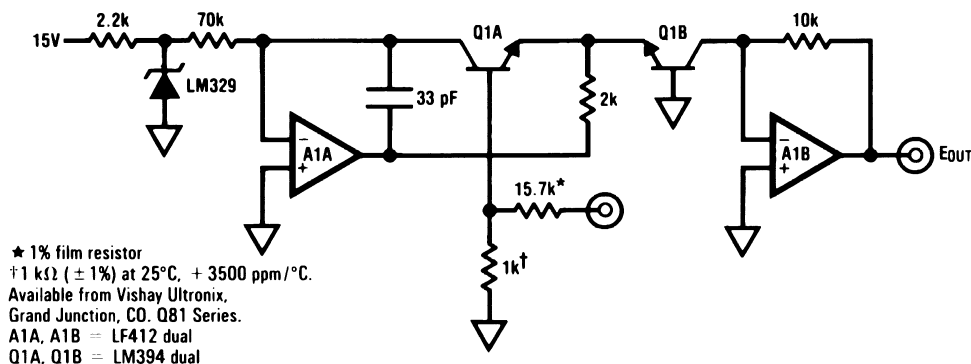 2.2k
70k
Q1A
Q1B
10k
15V
LM329
33 pF
2k
−
A1A
+
−
A1B
+
EOUT
15.7k*
1k†
★ 1% film resistor
†1 kΩ (± 1%) at 25°C, + 3500 ppm/°C.
Available from Vishay Ultronix,
Grand Junction, CO. Q81 Series.
A1A, A1B = LF412 dual
Q1A, Q1B = LM394 dual